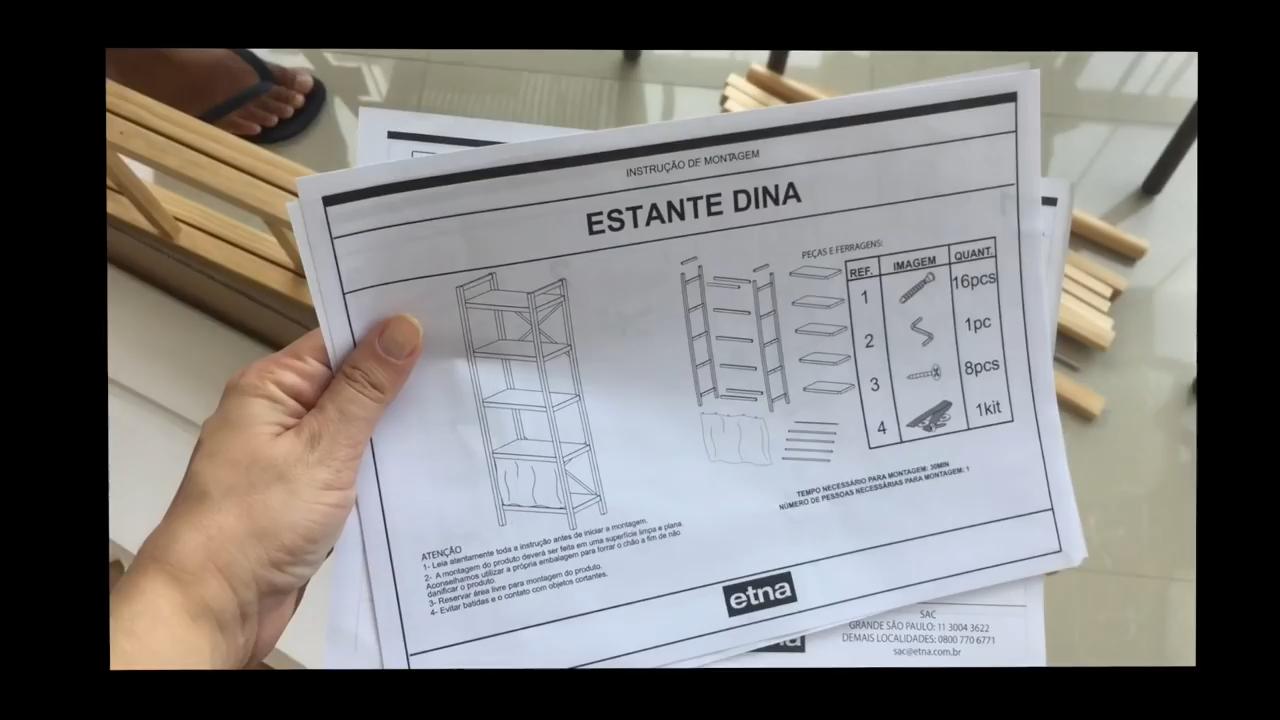 INSTRUÇÃO DE MONTAGEM
ESTANTE DINA
PEÇAS E FERRAGENS:
REF. IMAGEM QUANT.
1 16pcs
2 1pc
3 8pcs
4 1kit
TEMPO NECESSÁRIO PARA MONTAGEM: 30MIN
NÚMERO DE PESSOAS NECESSÁRIAS PARA MONTAGEM: 1
ATENÇÃO
1- Leia atentamente toda a instrução antes de iniciar a montagem.
2- A montagem do produto deverá ser feita em uma superfície limpa e plana.
Aconselhamos utilizar a própria embalagem para forrar o chão a fim de não
danificar o produto.
3- Reservar área livre para montagem do produto.
4- Evitar batidas e o contato com objetos cortantes.
etna
SAC
GRANDE SÃO PAULO: 11 3004 3622
DEMAIS LOCALIDADES: 0800 770 6771
sac@etna.com.br